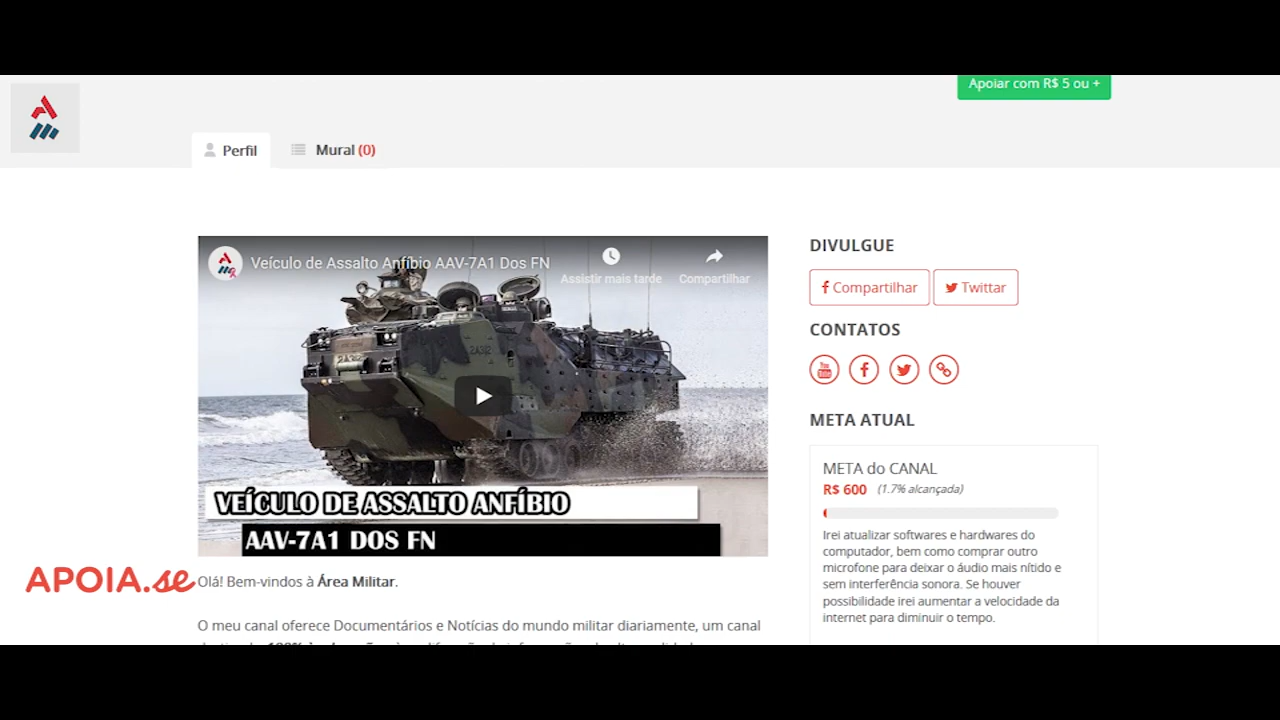 Apoiar com R$ 5 ou +
Perfil
Mural (0)
Veículo de Assalto Anfíbio AAV-7A1 Dos FN
Assistir mais tarde
Compartilhar
VEÍCULO DE ASSALTO ANFÍBIO
AAV-7A1 DOS FN
APOIA.se
Olá! Bem-vindos à Área Militar.
O meu canal oferece Documentários e Notícias do mundo militar diariamente, um canal
DIVULGUE
Compartilhar
Twittar
CONTATOS
META ATUAL
META do CANAL
R$ 600 (1.7% alcançada)
Irei atualizar softwares e hardwares do
computador, bem como comprar outro
microfone para deixar o áudio mais nítido e
sem interferência sonora. Se houver
possibilidade irei aumentar a velocidade da
internet para diminuir o tempo.